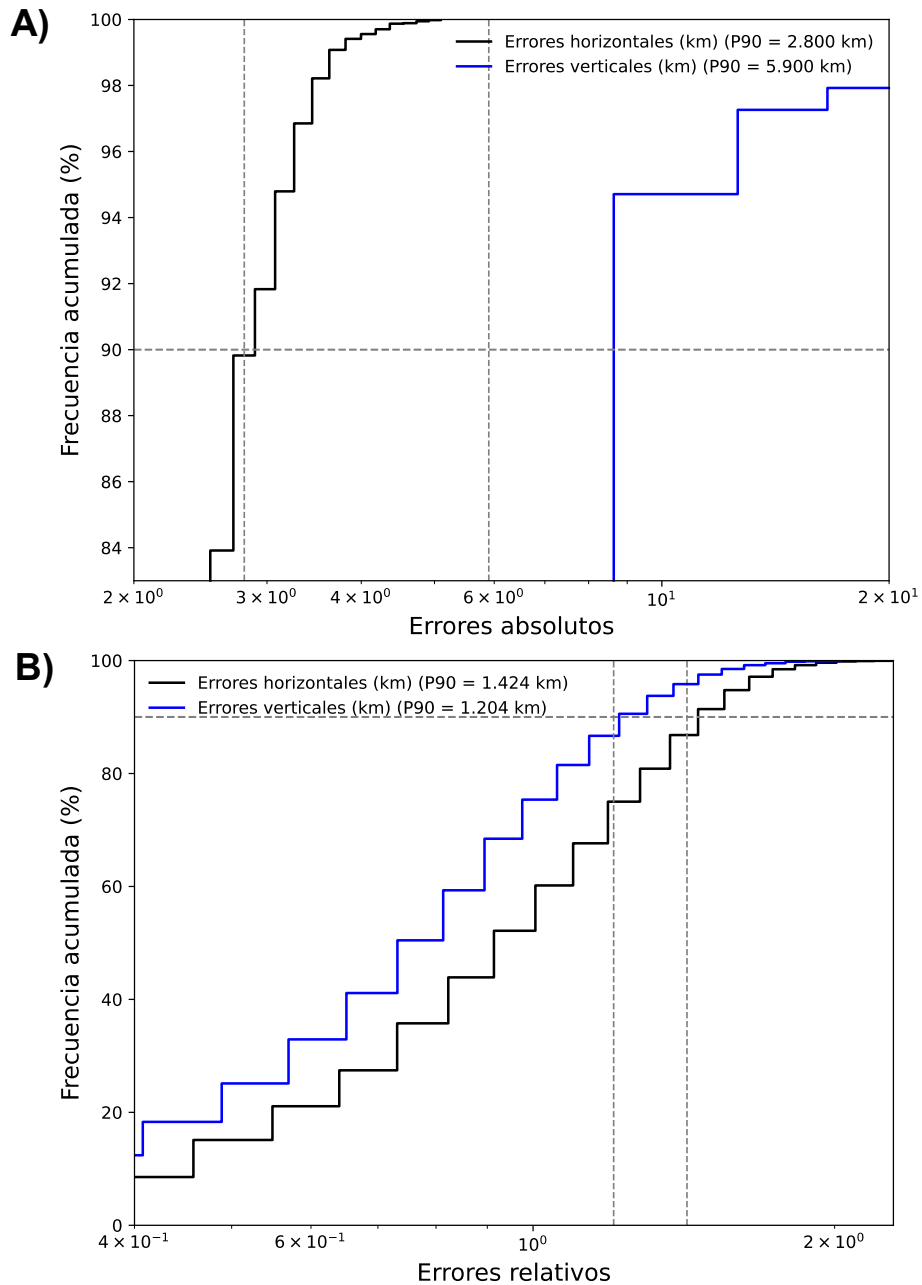 A)
100
98
96
94
92
90
88
86
84
Frecuencia acumulada (%)
Errores horizontales (km) (P90 = 2.800 km)
Errores verticales (km) (P90 = 5.900 km)
2 × 10⁰
3 × 10⁰
4 × 10⁰
6 × 10⁰
10¹
2 × 10¹
Errores absolutos
B)
100
80
60
40
20
0
Frecuencia acumulada (%)
Errores horizontales (km) (P90 = 1.424 km)
Errores verticales (km) (P90 = 1.204 km)
4 × 10⁻¹
6 × 10⁻¹
10⁰
2 × 10⁰
Errores relativos